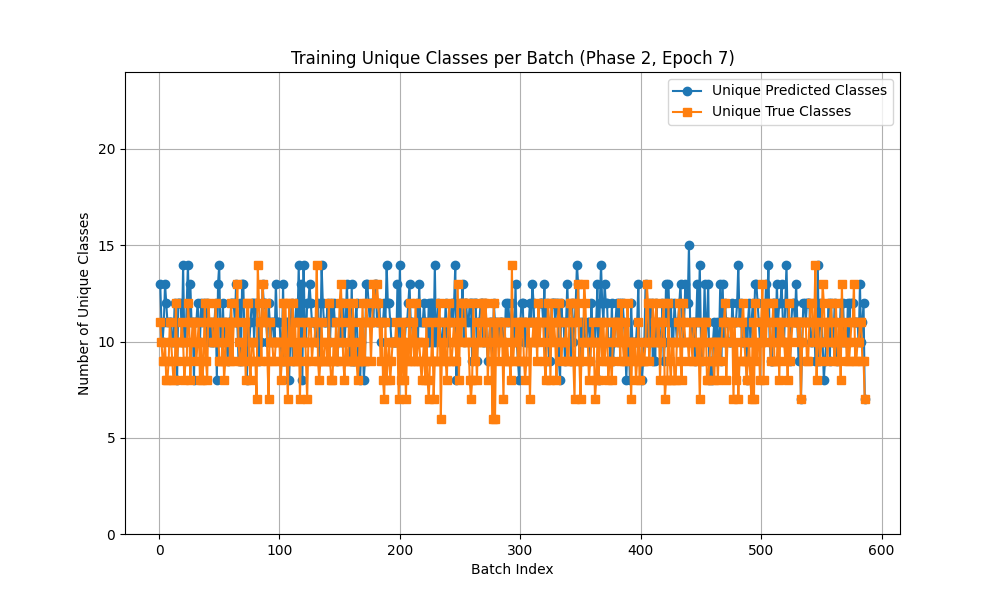 Training Unique Classes per Batch (Phase 2, Epoch 7)
Unique Predicted Classes
Unique True Classes
Number of Unique Classes
20
15
10
5
0
0 100 200 300 400 500 600
Batch Index